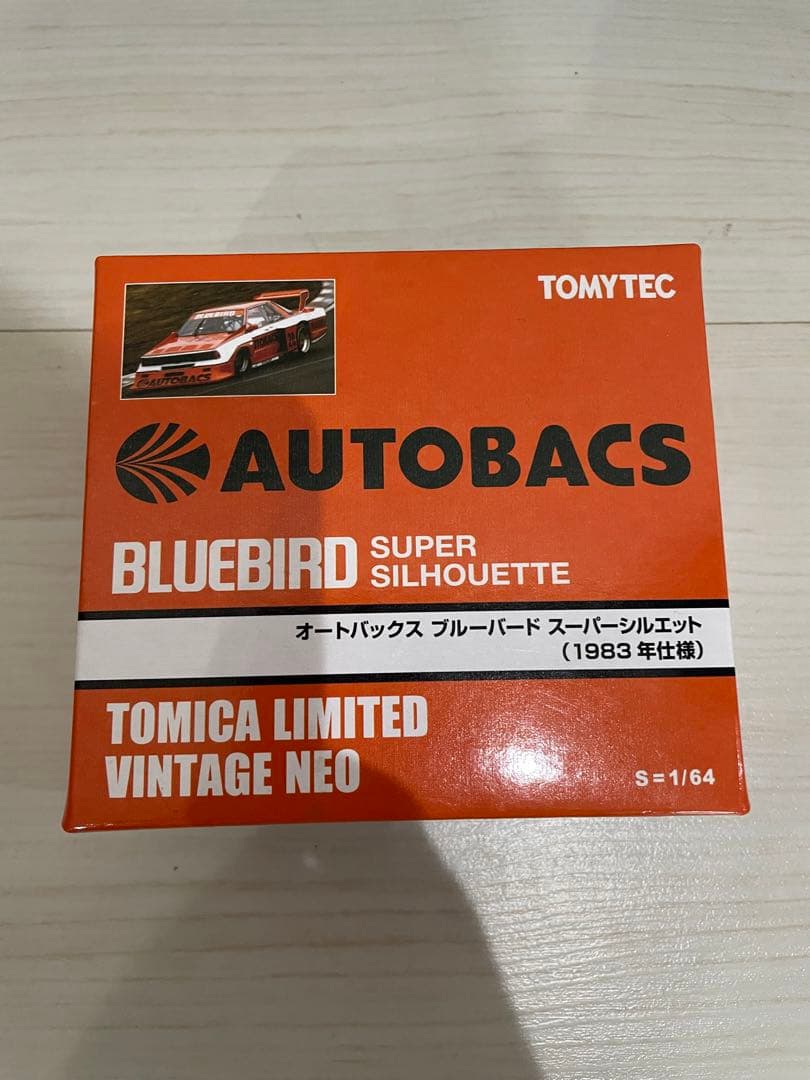 TOMYTEC
BLUEBIRD
AUTOBACS
AUTOBACS
BLUEBIRD SUPER
SILHOUETTE
オートバックス ブルーバード スーパーシルエット
(1983年仕様)
TOMICA LIMITED
VINTAGE NEO
S=1/64